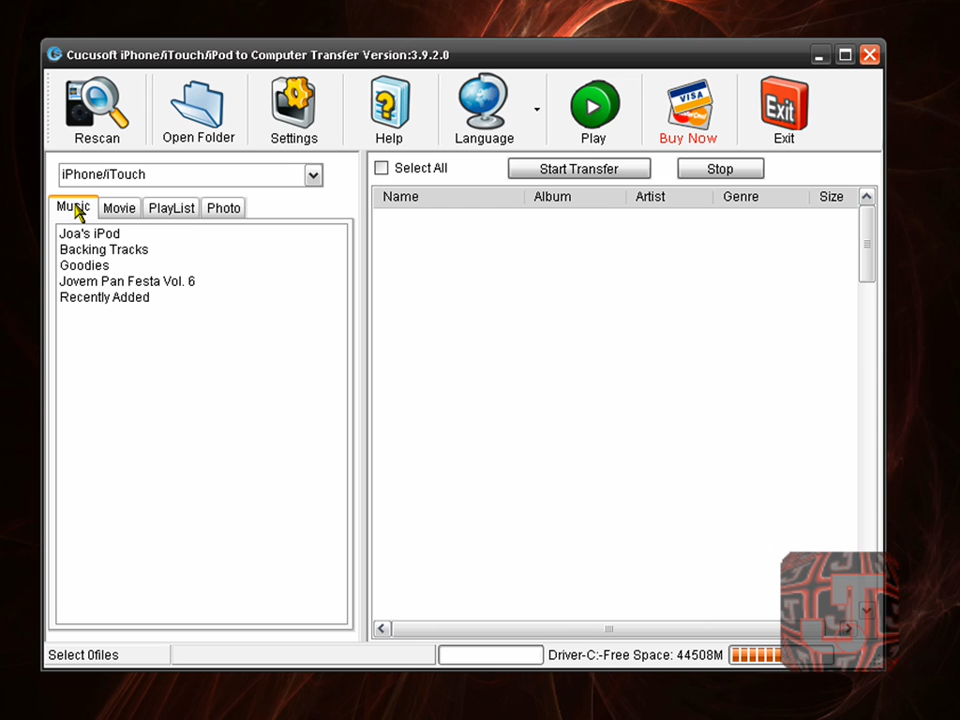 Cucusoft iPhone/iTouch/iPod to Computer Transfer Version:3.9.2.0
Rescan
Open Folder
Settings
Help
Language
Play
VISA
Buy Now
Exit
Exit
iPhone/iTouch
Select All
Start Transfer
Stop
Music
Movie
PlayList
Photo
Name
Album
Artist
Genre
Size
Joa's iPod
Backing Tracks
Goodies
Jovem Pan Festa Vol. 6
Recently Added
Select 0files
Driver-C:-Free Space: 44508M